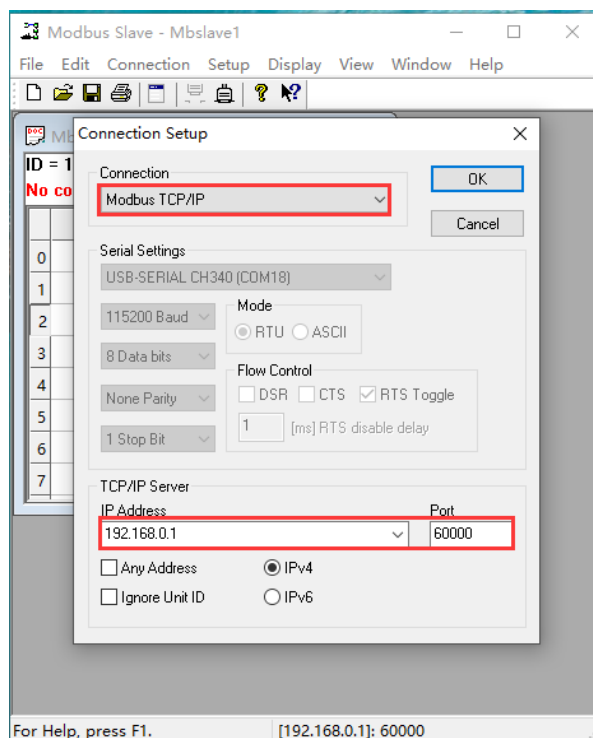 Modbus Slave - Mbslave1
File Edit Connection Setup Display View Window Help
ID = 1
No co
Connection Setup
Connection
Modbus TCP/IP
OK
Cancel
Serial Settings
USB-SERIAL CH340 (COM18)
115200 Baud
Mode
RTU ASCII
8 Data bits
Flow Control
DSR CTS RTS Toggle
None Parity
1 [ms] RTS disable delay
1 Stop Bit
0
1
2
3
4
5
6
7
TCP/IP Server
IP Address Port
192.168.0.1 60000
Any Address IPv4
Ignore Unit ID IPv6
For Help, press F1. [192.168.0.1]: 60000